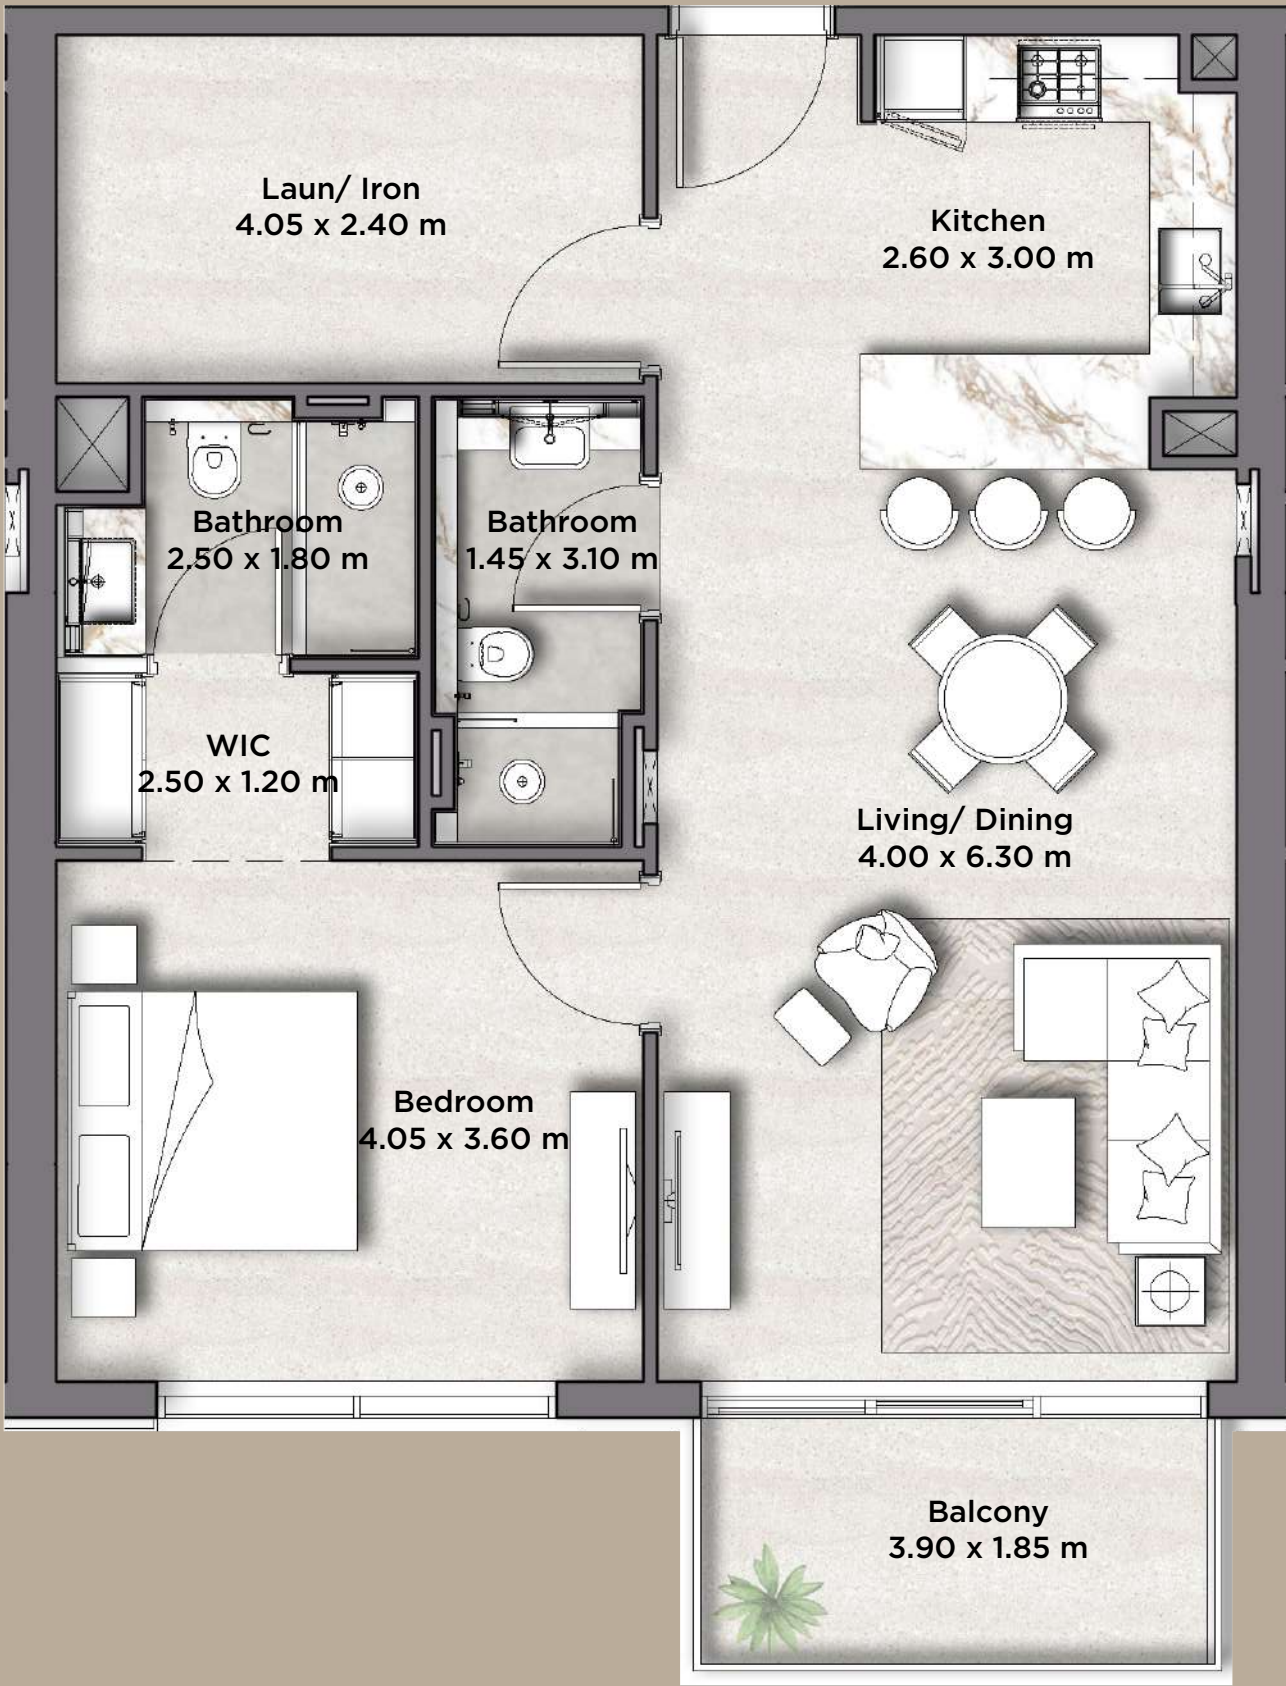 Laun/ Iron
4.05 x 2.40 m
Kitchen
2.60 x 3.00 m
Bathroom
2.50 x 1.80 m
Bathroom
1.45 x 3.10 m
WIC
2.50 x 1.20 m
Living/ Dining
4.00 x 6.30 m
Bedroom
4.05 x 3.60 m
Balcony
3.90 x 1.85 m